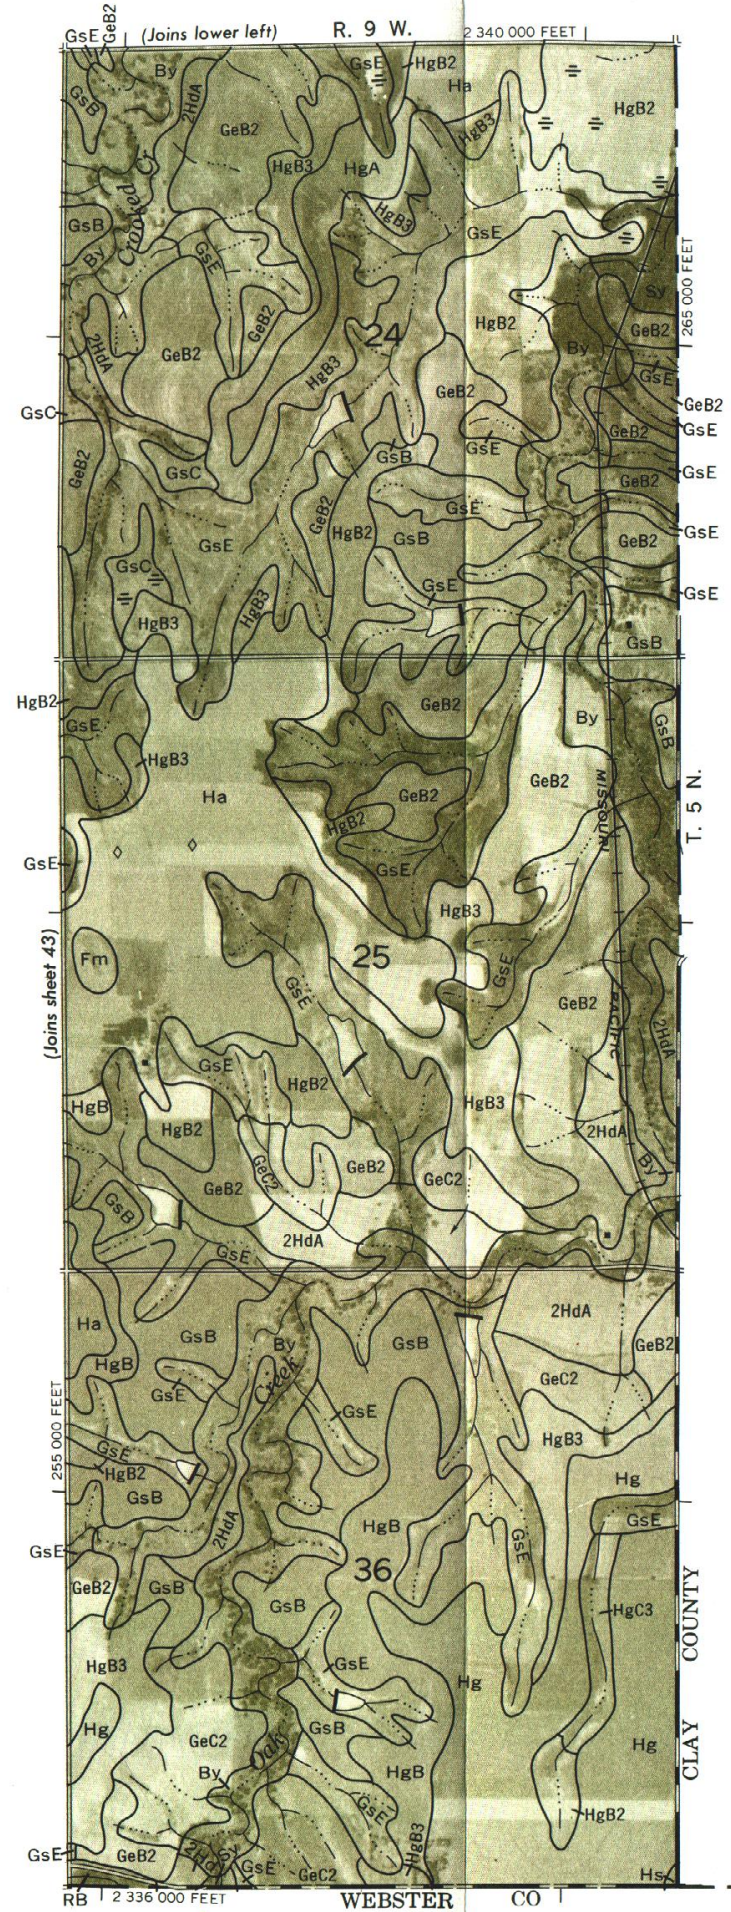 GsE GeB2 (Joins lower left) R. 9 W. 2 340 000 FEET
By GsE HgB2
Ha
GsB 2HdA HgB2
GeB2 HgB3
HgB3 HgA
Crooked Cr
HgB3
GsB GsE
By GsE
265 000 FEET
Sy
GeB2 HgB2 GeB2
2HdA GeB2 24 By
HgB3 GsE
GeB2 GeB2
GsC GeB2 GsE
GsE
GeB2 GsC GsB GsE
GeB2
GeB2 GsE
HgB2 GsB GsE
GsE GeB2
GsC GsE
GsE
HgB3 HgB3 GsB
HgB2 GeB2
GsE By GsB
HgB3
GeB2 MISSOURI
Ha GeB2 T. 5 N.
HgB2
GsE GsE
HgB3
(Joins sheet 43)
Fm 25 GsE
GsE GeB2
PACIFIC 2HdA
GsE HgB2
HgB HgB3
HgB2 2HdA
GeC2 GeB2 GeC2 By
GsB GeB2
2HdA
GsE
Ha 2HdA
GsB By GsB GeB2
HgB Creek
GsE GeC2
GsE
255 000 FEET
GsE HgB3
HgB2 Hg
GsB
2HdA HgB GsE GsE
GsE
GeB2 GsB 36
GsB HgC3
COUNTY
HgB3 GsE
Hg
Hg GsB
GeC2 Oak Hg
By HgB CLAY
GsE HgB2
GsE GeB2 2Hd Sy HgB3
GsE GeC2 Hs
RB 2 336 000 FEET WEBSTER CO